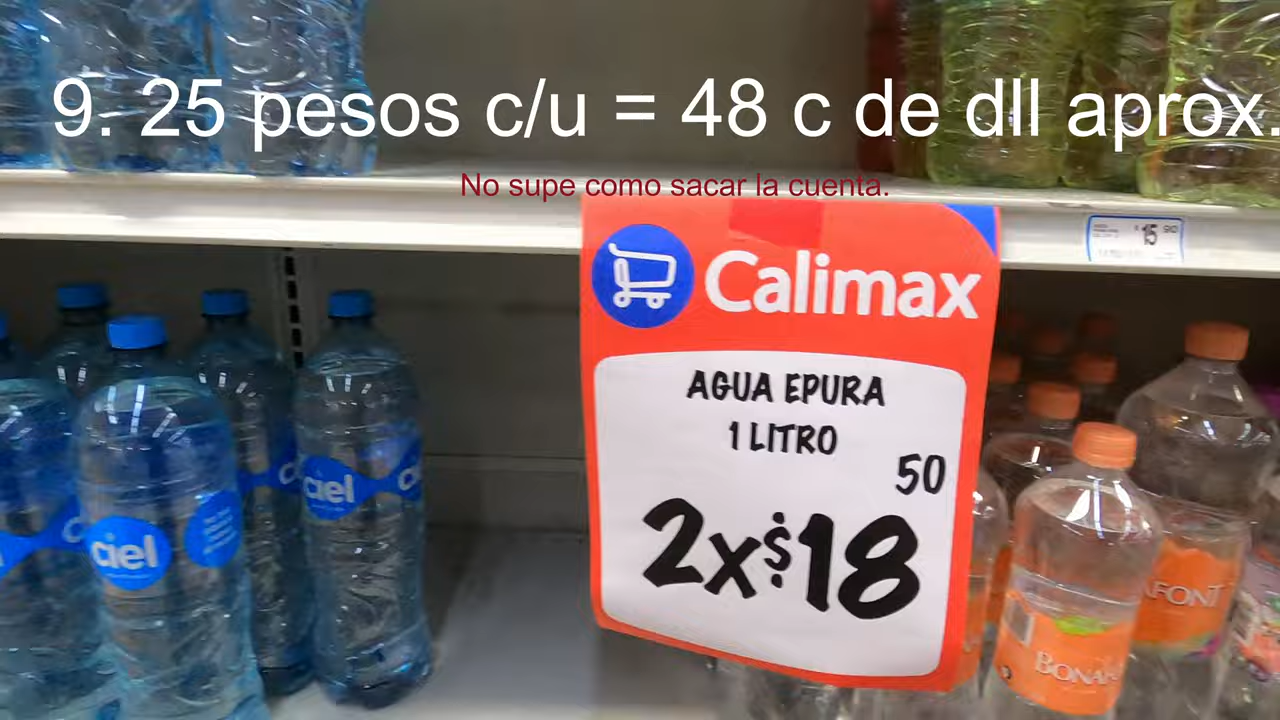 9. 25 pesos c/u = 48 c de dll aprox.
No supe como sacar la cuenta.
$15 90
Calimax
AGUA EPURA
1 LITRO
50
2x$18
ciel
ciel
BONAFONT